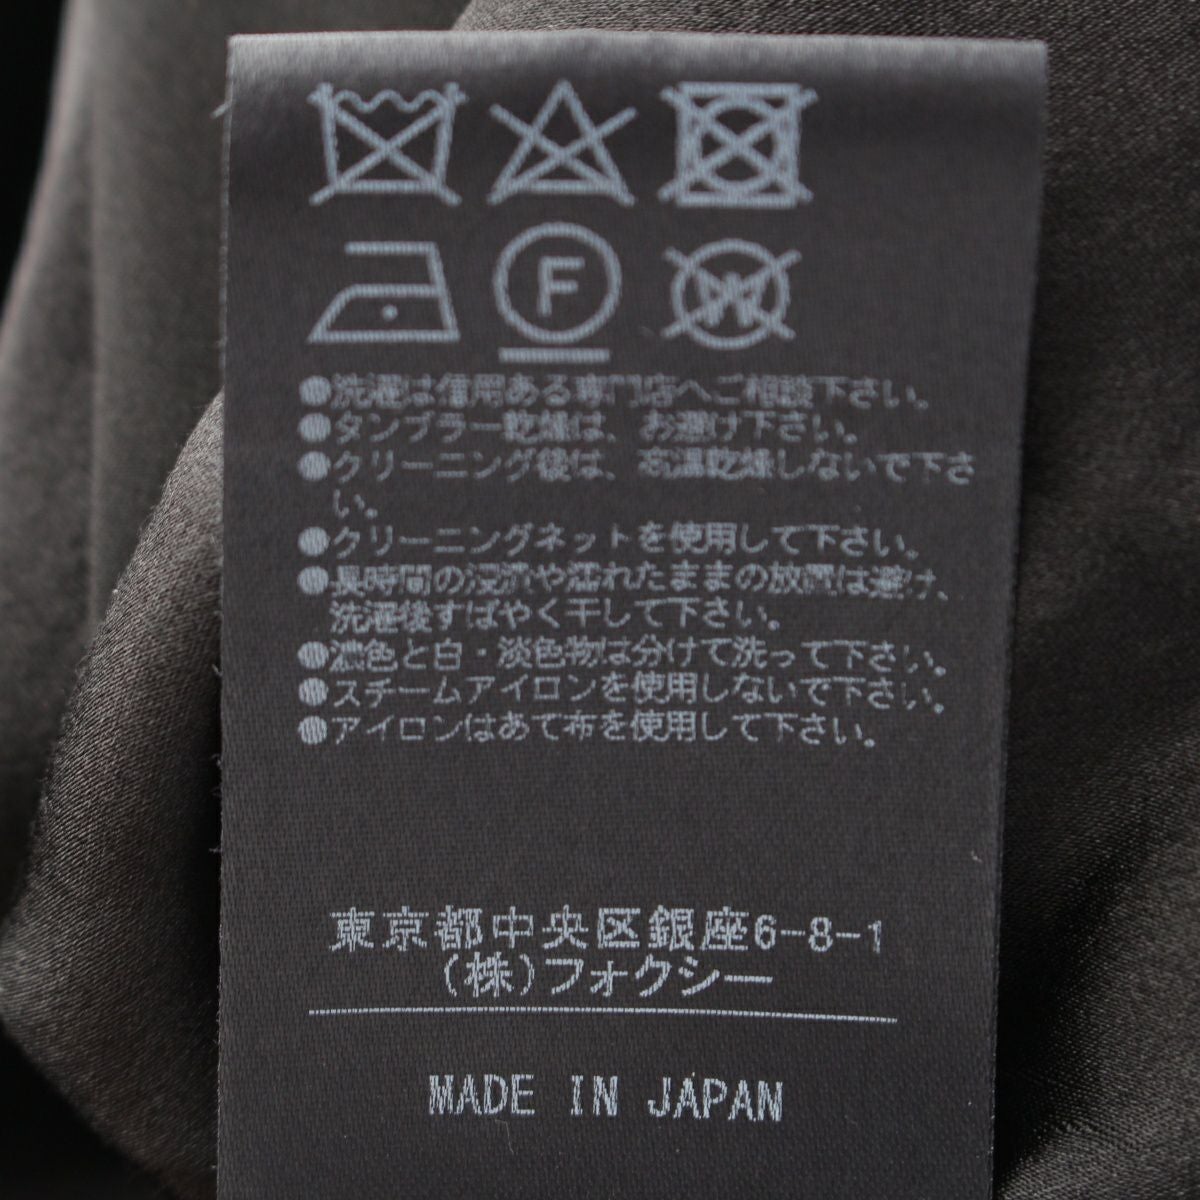 F
W
●洗濯は信用ある専門店へご相談下さい。
●タンブラー乾燥は、お避け下さい。
●クリーニング後は、高温乾燥しないで下さ
い。
●クリーニングネットを使用して下さい。
●長時間の浸漬や濡れたままの放置は避け、
洗濯後すばやく干して下さい。
●濃色と白・淡色物は分けて洗って下さい。
●スチームアイロンを使用しないで下さい。
●アイロンはあて布を使用して下さい。
東京都中央区銀座6-8-1
(株)フォクシー
MADE IN JAPAN